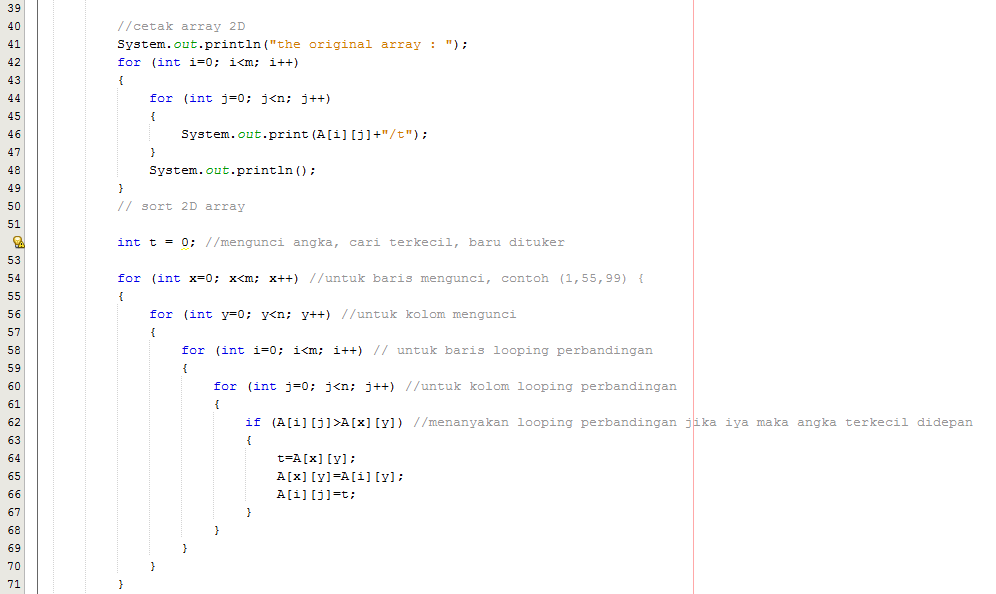 39
40 //cetak array 2D
41 System.out.println("the original array : ");
42 for (int i=0; i<m; i++)
43 {
44 for (int j=0; j<n; j++)
45 {
46 System.out.print(A[i][j]+"/t");
47 }
48 System.out.println();
49 }
50 // sort 2D array
51
int t = 0; //mengunci angka, cari terkecil, baru dituker
53
54 for (int x=0; x<m; x++) //untuk baris mengunci, contoh (1,55,99) {
55 {
56 for (int y=0; y<n; y++) //untuk kolom mengunci
57 {
58 for (int i=0; i<m; i++) // untuk baris looping perbandingan
59 {
60 for (int j=0; j<n; j++) //untuk kolom looping perbandingan
61 {
62 if (A[i][j]>A[x][y]) //menanyakan looping perbandingan jika iya maka angka terkecil didepan
63 {
64 t=A[x][y];
65 A[x][y]=A[i][y];
66 A[i][j]=t;
67 }
68 }
69 }
70 }
71 }